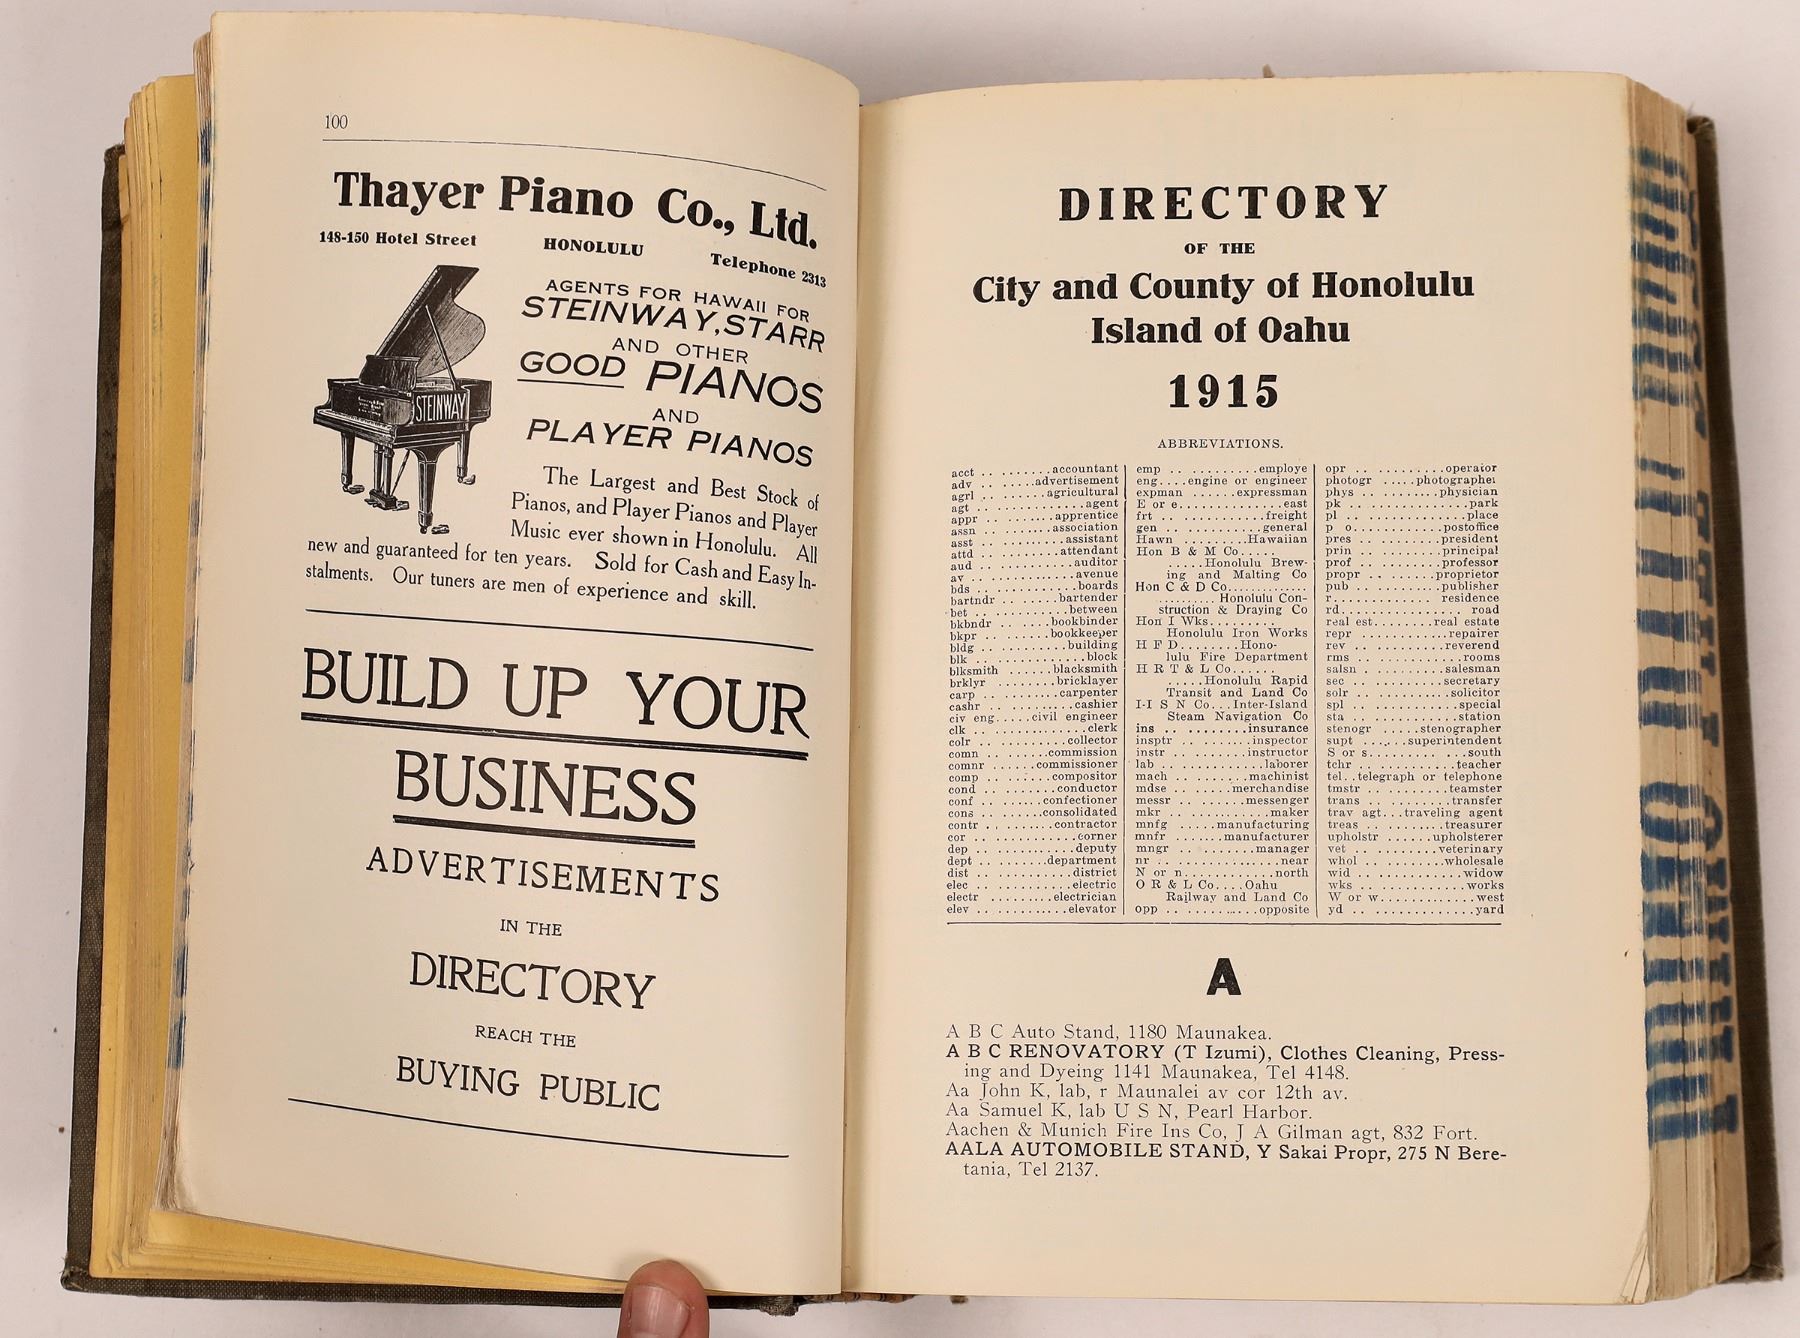 100
Thayer Piano Co., Ltd.
148-150 Hotel Street HONOLULU Telephone 2313
AGENTS FOR HAWAII FOR
STEINWAY, STARR
AND OTHER
GOOD PIANOS
AND
PLAYER PIANOS
STEINWAY
The Largest and Best Stock of
Pianos, and Player Pianos and Player
Music ever shown in Honolulu. All
new and guaranteed for ten years. Sold for Cash and Easy In-
stalments. Our tuners are men of experience and skill.
BUILD UP YOUR
BUSINESS
ADVERTISEMENTS
IN THE
DIRECTORY
REACH THE
BUYING PUBLIC
DIRECTORY
OF THE
City and County of Honolulu
Island of Oahu
1915
ABBREVIATIONS.
acct .. ........accountant
adv .. .....advertisement
agrl .. .......agricultural
agt ................agent
appr .. ........apprentice
assn .. .......association
asst .. ..........assistant
attd .. .........attendant
aud .. ...........auditor
av ...............avenue
bds ..............boards
bartndr .. .......bartender
bet .. ...........between
bkbndr .. ......bookbinder
bkpr .. .......bookkeeper
bldg .. ..........building
blk ...............block
blksmith .......blacksmith
brklyr .. .......bricklayer
carp .. .........carpenter
cashr .. ..........cashier
civ eng.....civil engineer
clk ................clerk
colr .. ..........collector
comn .. ......commission
comnr .. ...commissioner
comp .. ......compositor
cond .. .......conductor
conf .. ......confectioner
cons .. ......consolidated
contr .. .......contractor
cor .. ............corner
dep .. ............deputy
dept .. .......department
dist .. ...........district
elec .. ...........electric
electr ..........electrician
elev .. ..........elevator
emp .. ..........employe
eng....engine or engineer
expman .......expressman
E or e..............east
frt .. ............freight
gen .. ...........general
Hawn .. .......Hawaiian
Hon B & M Co.....
.....Honolulu Brew-
ing and Malting Co
Hon C & D Co.............
.......... Honolulu Con-
struction & Draying Co
Hon I Wks.........
Honolulu Iron Works
H F D........Hono-
lulu Fire Department
H R T & L Co......
.....Honolulu Rapid
Transit and Land Co
I-I S N Co...Inter-Island
Steam Navigation Co
ins .. ..........insurance
insptr .. ........inspector
instr .. .........instructor
lab .. ............laborer
mach .. ........machinist
mdse .. ......merchandise
messr .. .......messenger
mkr .. ............maker
mnfg .....manufacturing
mnfr .. .....manufacturer
mngr .. .........manager
nr .. ...............near
N or n.............north
O R & L Co....Oahu
Railway and Land Co
opp .. ..........opposite
opr .. ..........operator
photogr .....photographer
phys .. ........physician
pk .. ..............park
pl .. ..............place
p o.............postoffice
pres .. .........president
prin .. .........principal
prof .. .........professor
propr .. .......proprietor
pub .. ..........publisher
r.. ............ residence
rd.................road
real est........real estate
repr ............repairer
rev .. ..........reverend
rms .. ...........rooms
salsn .. ........salesman
sec .. ..........secretary
solr .. ..........solicitor
spl .. ............special
sta .. ............station
stenogr .....stenographer
supt ......superintendent
S or s.............south
tchr .. ..........teacher
tel..telegraph or telephone
tmstr .. ........teamster
trans .. .........transfer
trav agt...traveling agent
treas .. ........treasurer
upholstr .. ...upholsterer
vet .. .........veterinary
whol .. .......wholesale
wid .. ............widow
wks .. ...........works
W or w.............west
yd .. ..............yard
A
A B C Auto Stand, 1180 Maunakea.
A B C RENOVATORY (T Izumi), Clothes Cleaning, Press-
ing and Dyeing 1141 Maunakea, Tel 4148.
Aa John K, lab, r Maunalei av cor 12th av.
Aa Samuel K, lab U S N, Pearl Harbor.
Aachen & Munich Fire Ins Co, J A Gilman agt, 832 Fort.
AALA AUTOMOBILE STAND, Y Sakai Propr, 275 N Bere-
tania, Tel 2137.